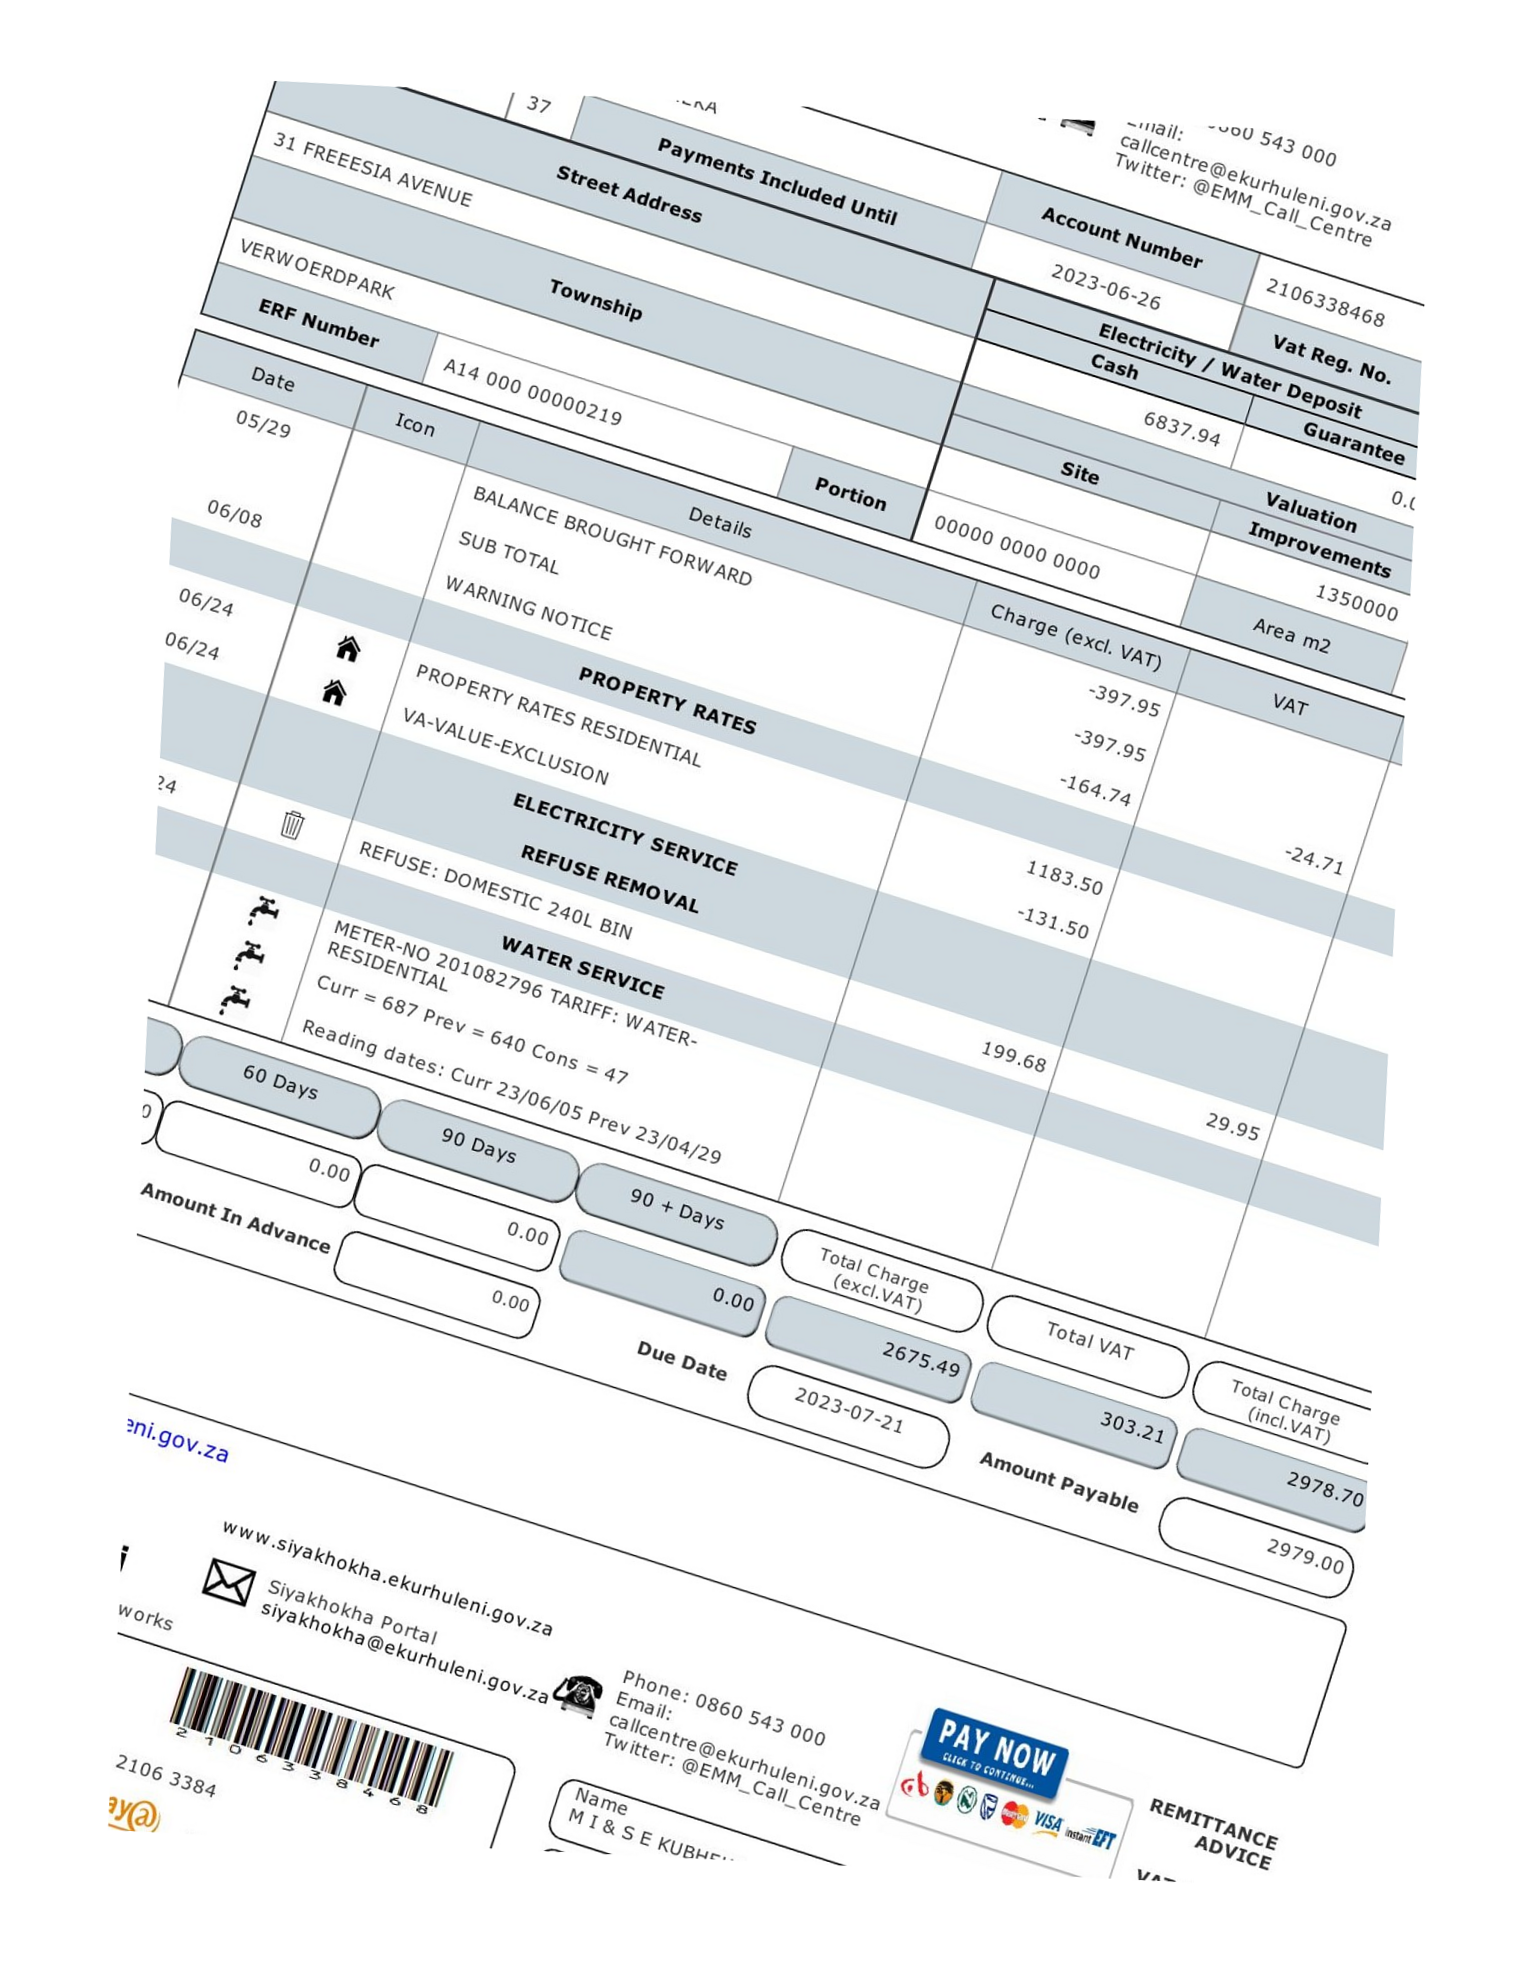 37
543 000
Email:
callcentre@ekurhuleni.gov.za
Twitter: @EMM_Call_Centre
Payments Included Until
Account Number
2106338468
2023-06-26
Vat Reg. No.
Street Address
31 FREEESIA AVENUE
Electricity / Water Deposit
Cash
Guarantee
6837.94
Township
VERWOERDPARK
Valuation
Site
Improvements
1350000
ERF Number
A14 000 00000219
Portion
00000 0000 0000
Area m2
Date
Icon
Details
Charge (excl. VAT)
VAT
05/29
BALANCE BROUGHT FORWARD
-397.95
SUB TOTAL
-397.95
06/08
WARNING NOTICE
-164.74
-24.71
PROPERTY RATES
06/24
PROPERTY RATES RESIDENTIAL
1183.50
06/24
VA-VALUE-EXCLUSION
-131.50
ELECTRICITY SERVICE
REFUSE REMOVAL
24
REFUSE: DOMESTIC 240L BIN
199.68
29.95
WATER SERVICE
METER-NO 201082796 TARIFF: WATER-
RESIDENTIAL
Curr = 687 Prev = 640 Cons = 47
Reading dates: Curr 23/06/05 Prev 23/04/29
60 Days
90 Days
90 + Days
Total Charge
(excl.VAT)
Total VAT
Total Charge
(incl.VAT)
0
0.00
0.00
0.00
2675.49
303.21
2978.70
Amount In Advance
0.00
Due Date
2023-07-21
Amount Payable
2979.00
eni.gov.za
www.siyakhokha.ekurhuleni.gov.za
Siyakhokha Portal
siyakhokha@ekurhuleni.gov.za
works
Phone: 0860 543 000
Email:
callcentre@ekurhuleni.gov.za
Twitter: @EMM_Call_Centre
PAY NOW
CLICK TO CONTINUE...
VISA
instant EFT
REMITTANCE
ADVICE
2106338468
2106 3384
ay@
Name
M I & S E